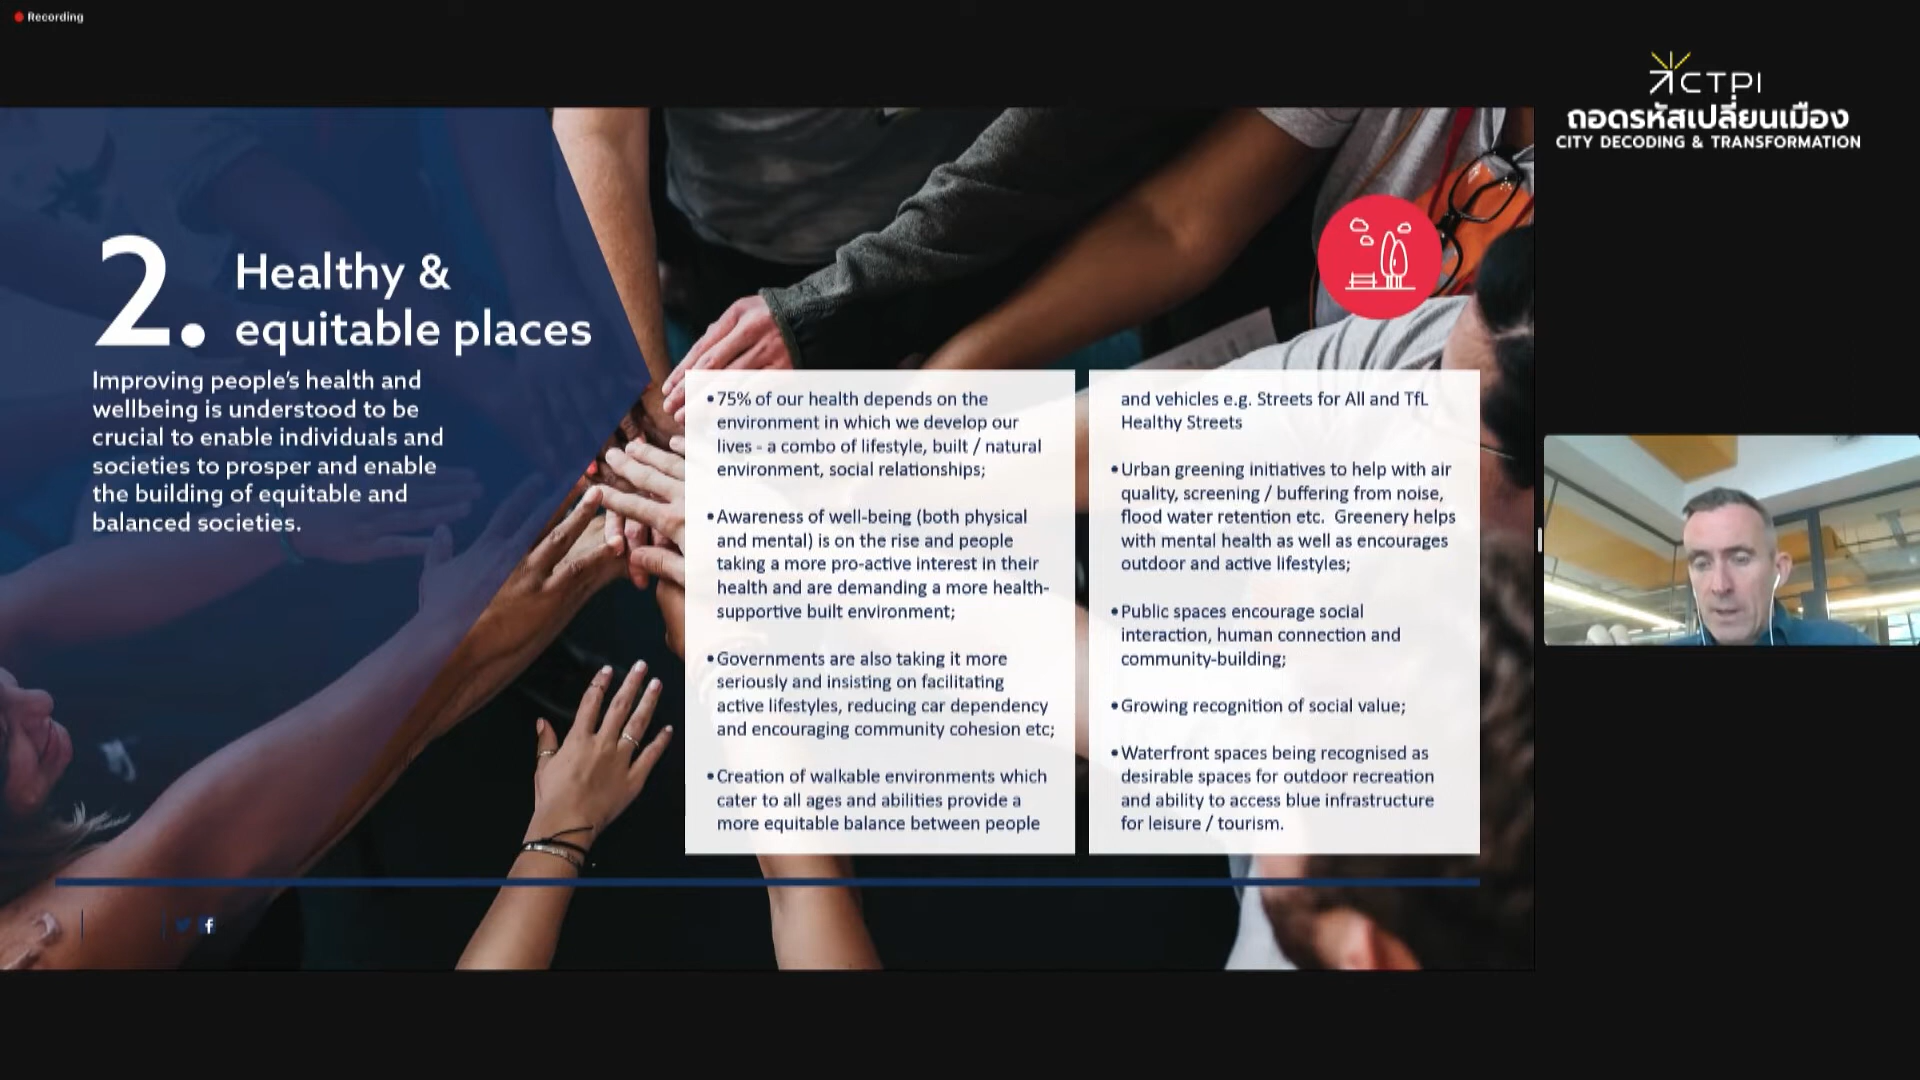 Recording
CTPI
ถอดรหัสเปลี่ยนเมือง
CITY DECODING & TRANSFORMATION
2. Healthy &
equitable places
Improving people's health and
wellbeing is understood to be
crucial to enable individuals and
societies to prosper and enable
the building of equitable and
balanced societies.
•75% of our health depends on the
environment in which we develop our
lives - a combo of lifestyle, built / natural
environment, social relationships;
•Awareness of well-being (both physical
and mental) is on the rise and people
taking a more pro-active interest in their
health and are demanding a more health-
supportive built environment;
•Governments are also taking it more
seriously and insisting on facilitating
active lifestyles, reducing car dependency
and encouraging community cohesion etc;
•Creation of walkable environments which
cater to all ages and abilities provide a
more equitable balance between people
and vehicles e.g. Streets for All and TfL
Healthy Streets
•Urban greening initiatives to help with air
quality, screening / buffering from noise,
flood water retention etc.  Greenery helps
with mental health as well as encourages
outdoor and active lifestyles;
•Public spaces encourage social
interaction, human connection and
community-building;
•Growing recognition of social value;
•Waterfront spaces being recognised as
desirable spaces for outdoor recreation
and ability to access blue infrastructure
for leisure / tourism.